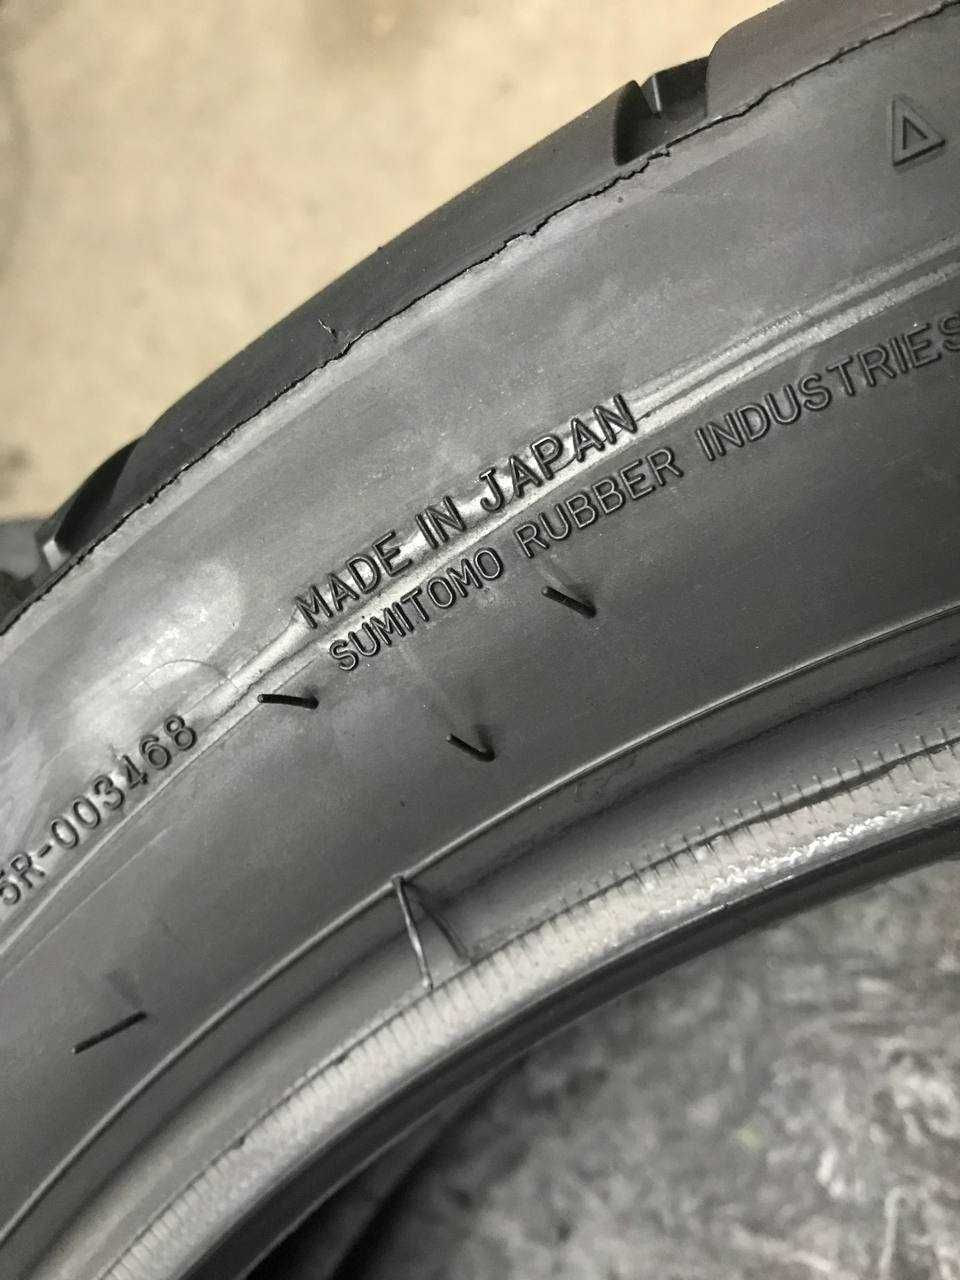 MADE IN JAPAN
SUMITOMO RUBBER INDUSTRIES
5R-003468